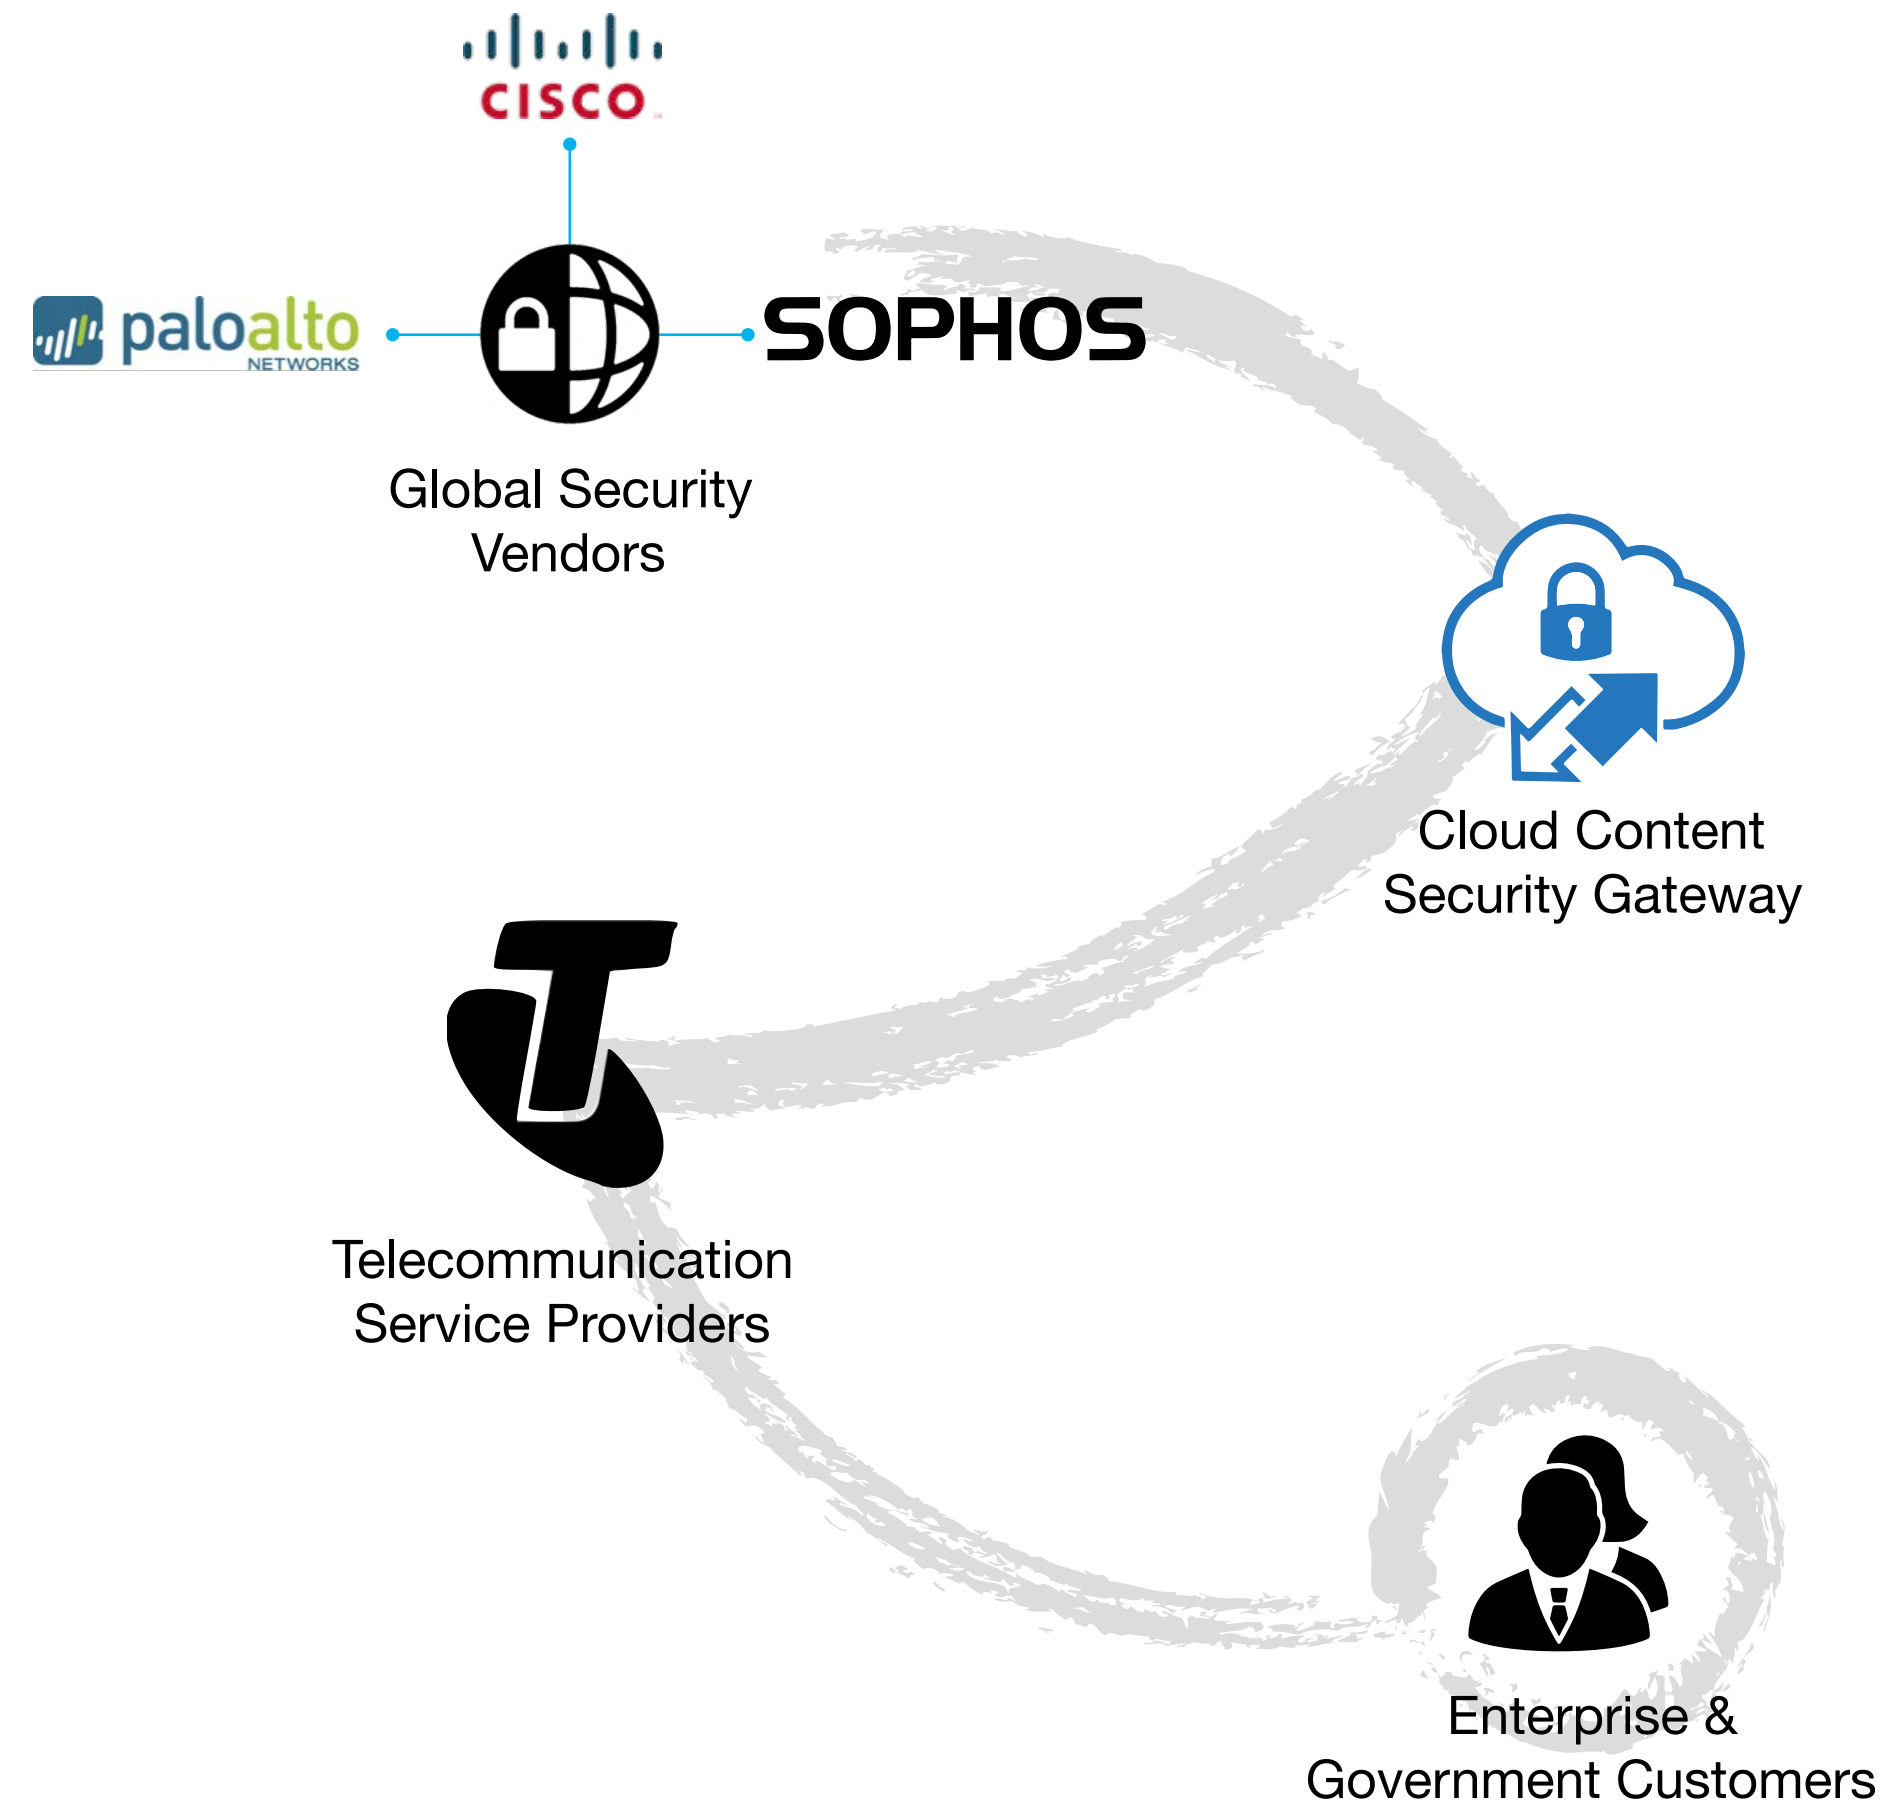 CISCO
paloalto
NETWORKS
SOPHOS
Global Security
Vendors
Cloud Content
Security Gateway
T
Telecommunication
Service Providers
Enterprise &
Government Customers